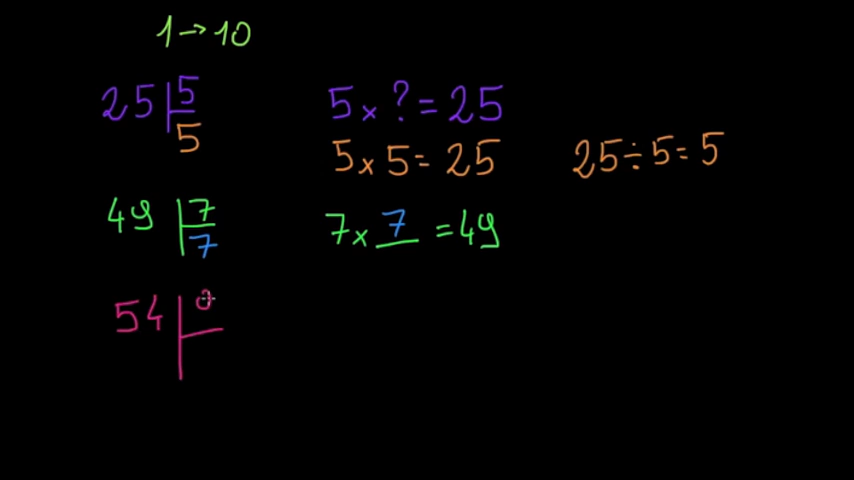 1→10
25 5
5
5 x ? = 25
5 x 5 = 25
25 ÷ 5 = 5
49 7
7
7 x 7 = 49
54